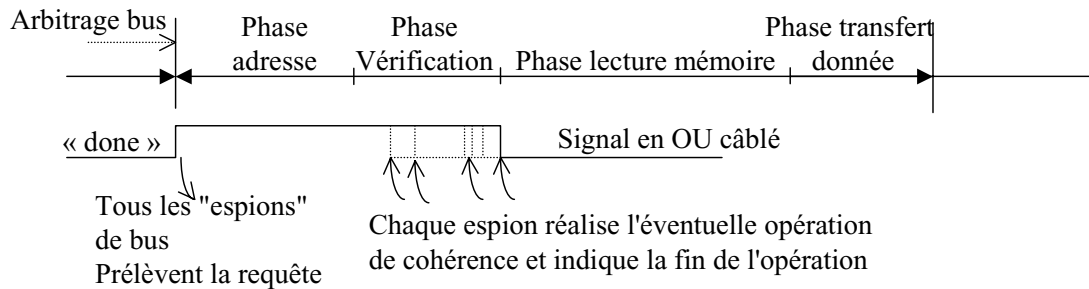 Arbitrage bus
Phase
adresse
Phase
Vérification
Phase lecture mémoire
Phase transfert
donnée
« done »
Signal en OU câblé
Tous les "espions"
de bus
Prélèvent la requête
Chaque espion réalise l'éventuelle opération
de cohérence et indique la fin de l'opération